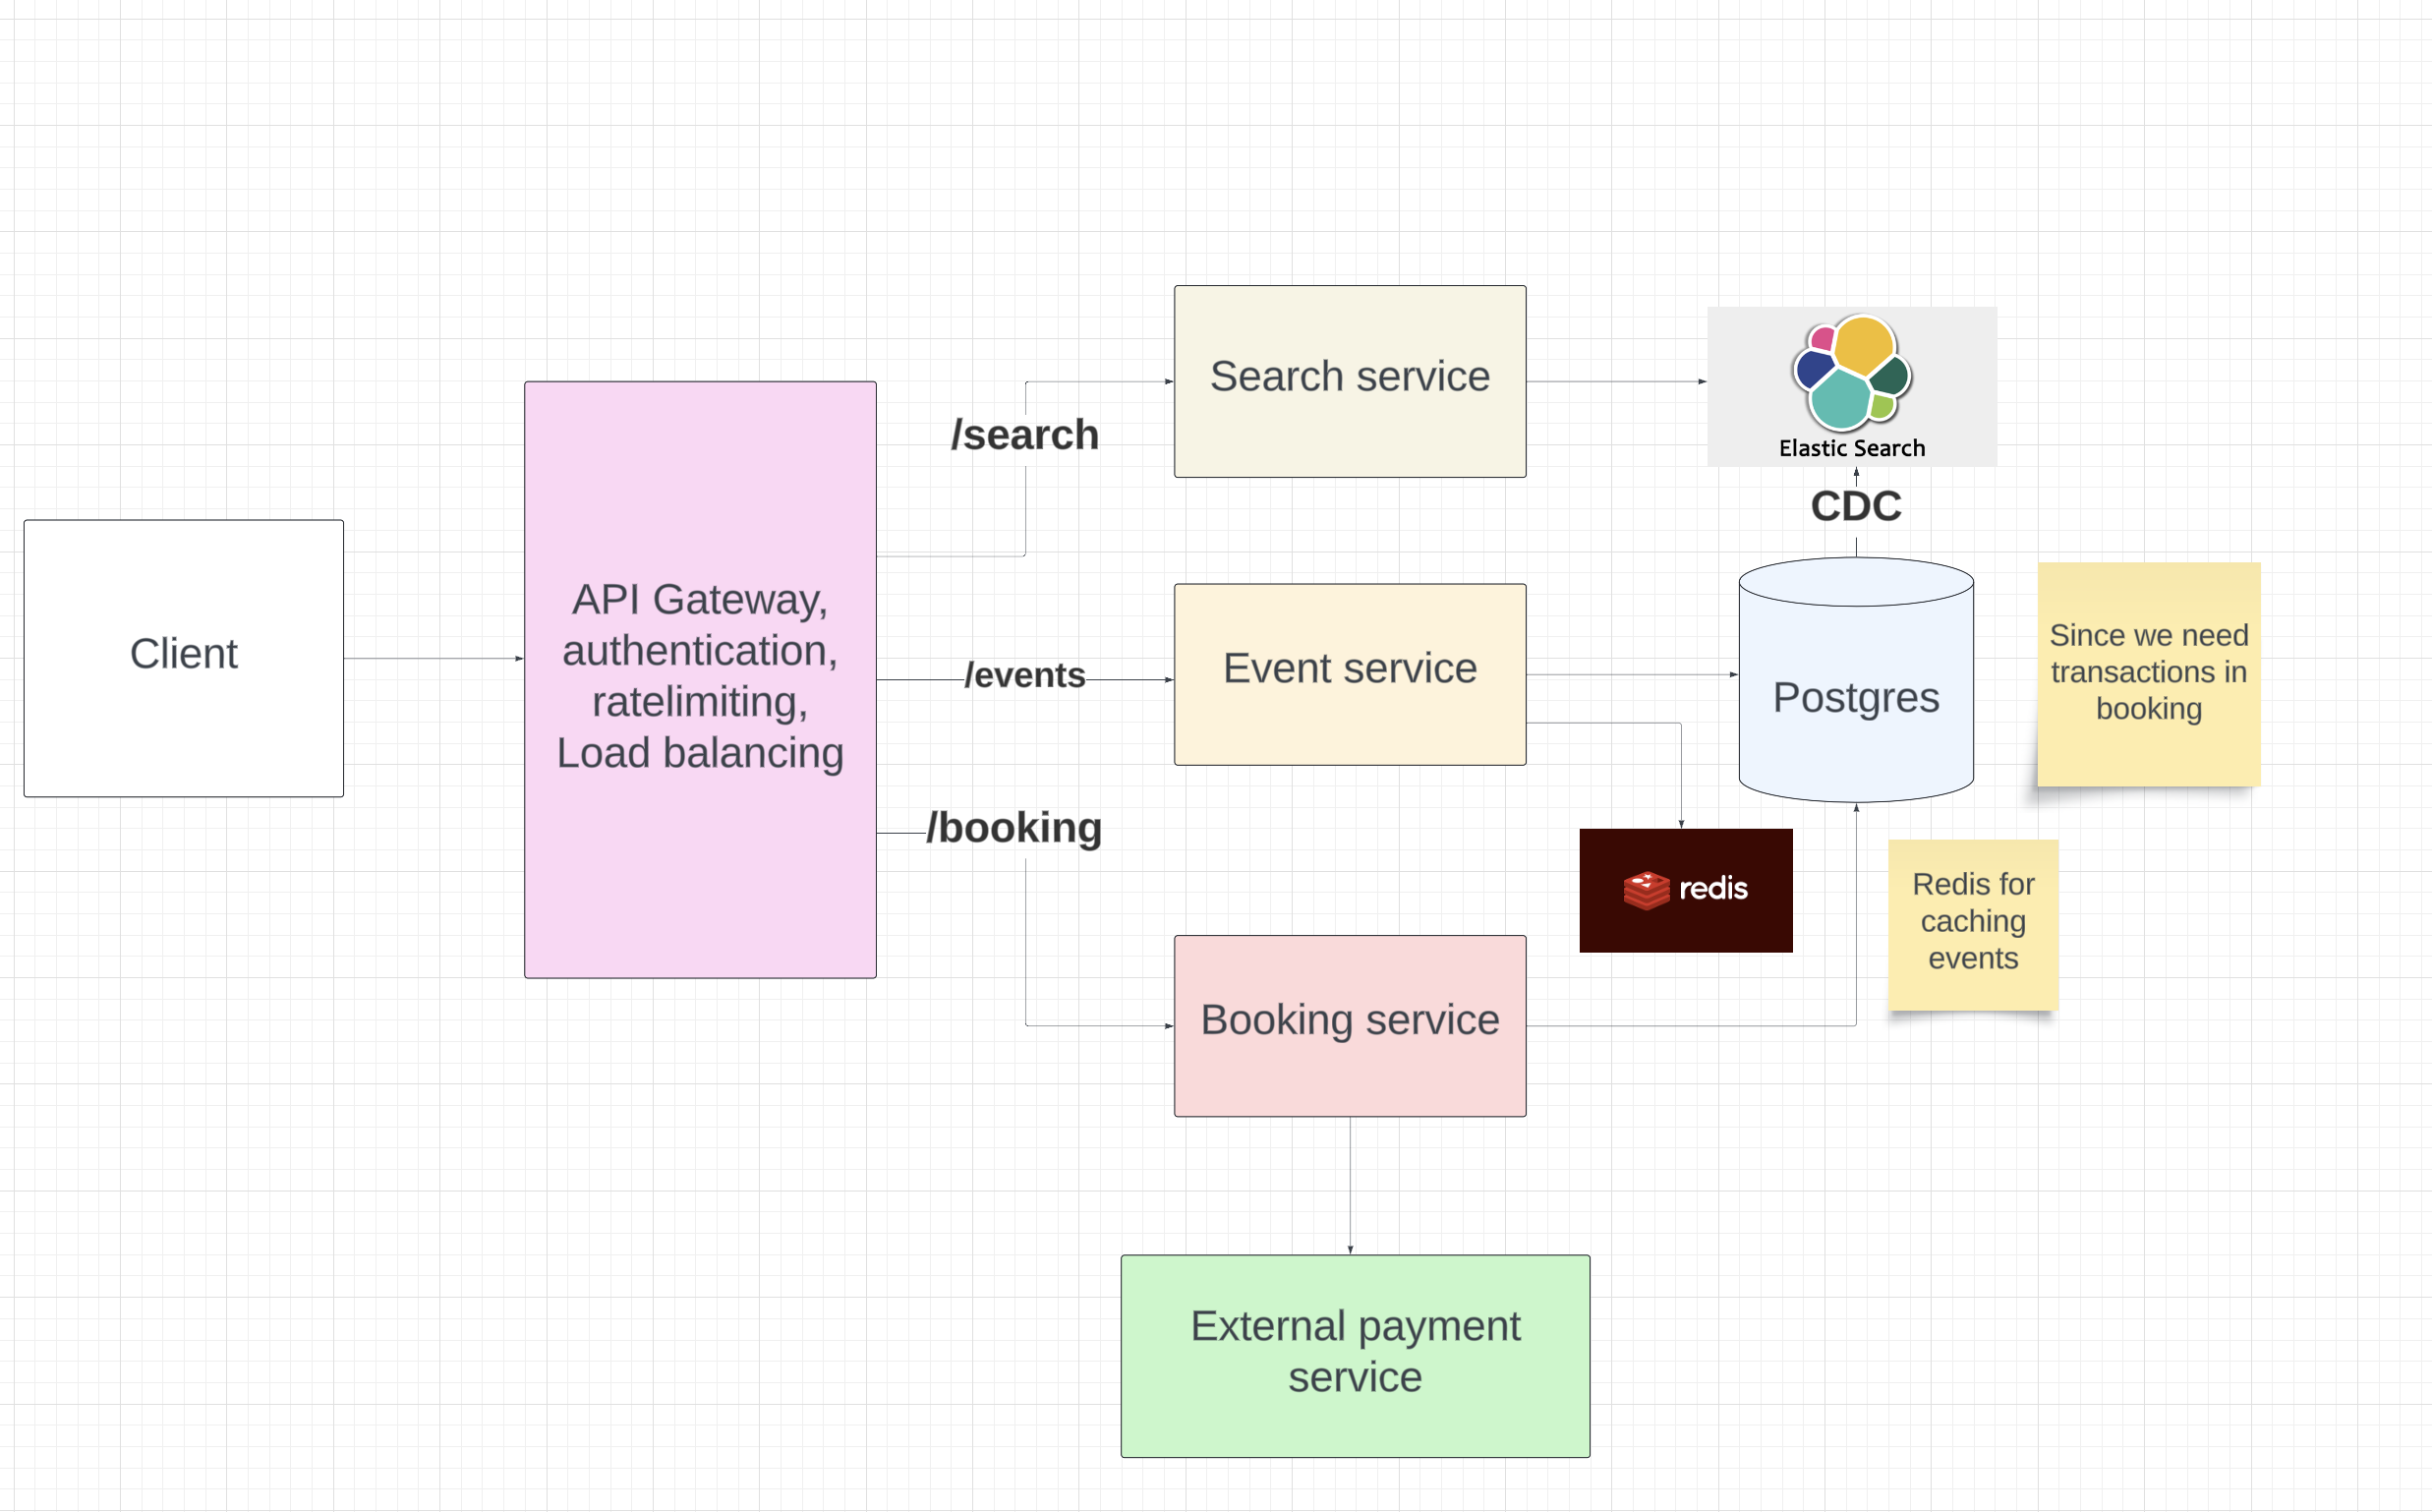 Client
API Gateway,
authentication,
ratelimiting,
Load balancing
/search
/events
/booking
Search service
Event service
Booking service
External payment
service
Elastic Search
CDC
Postgres
redis
Since we need
transactions in
booking
Redis for
caching
events